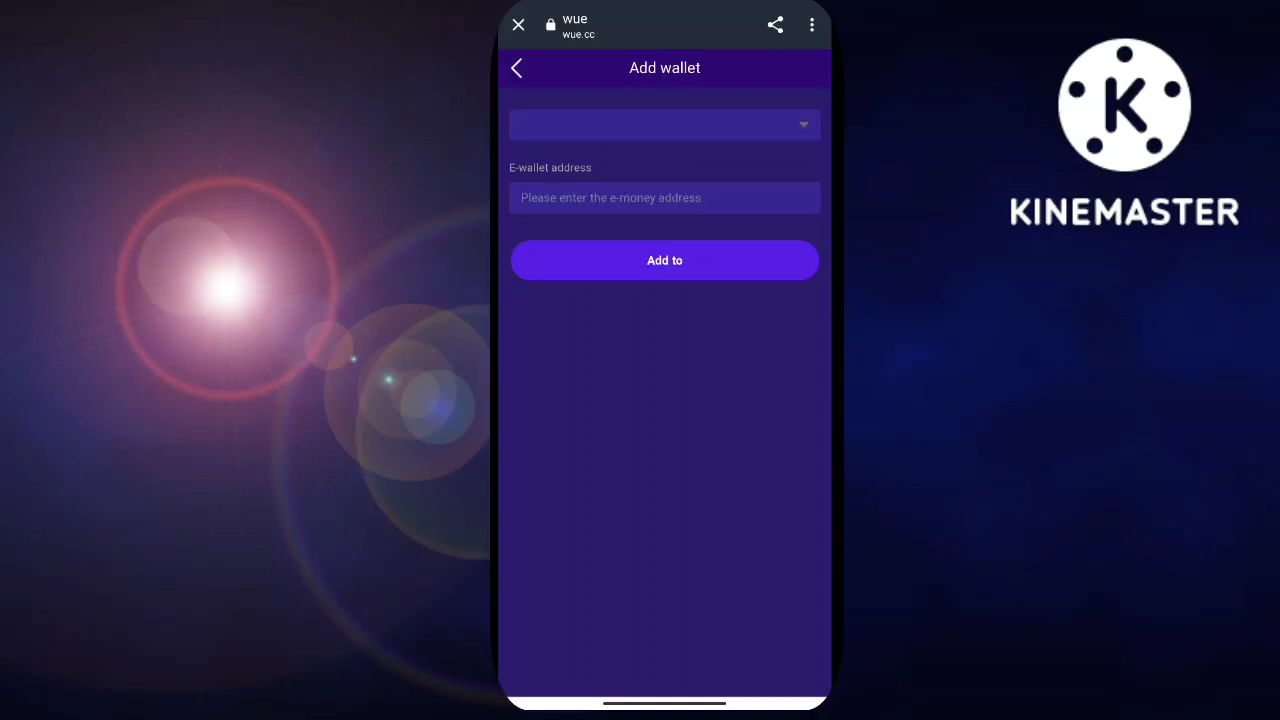 wue
wue.cc
Add wallet
E-wallet address
Please enter the e-money address
Add to
KINEMASTER